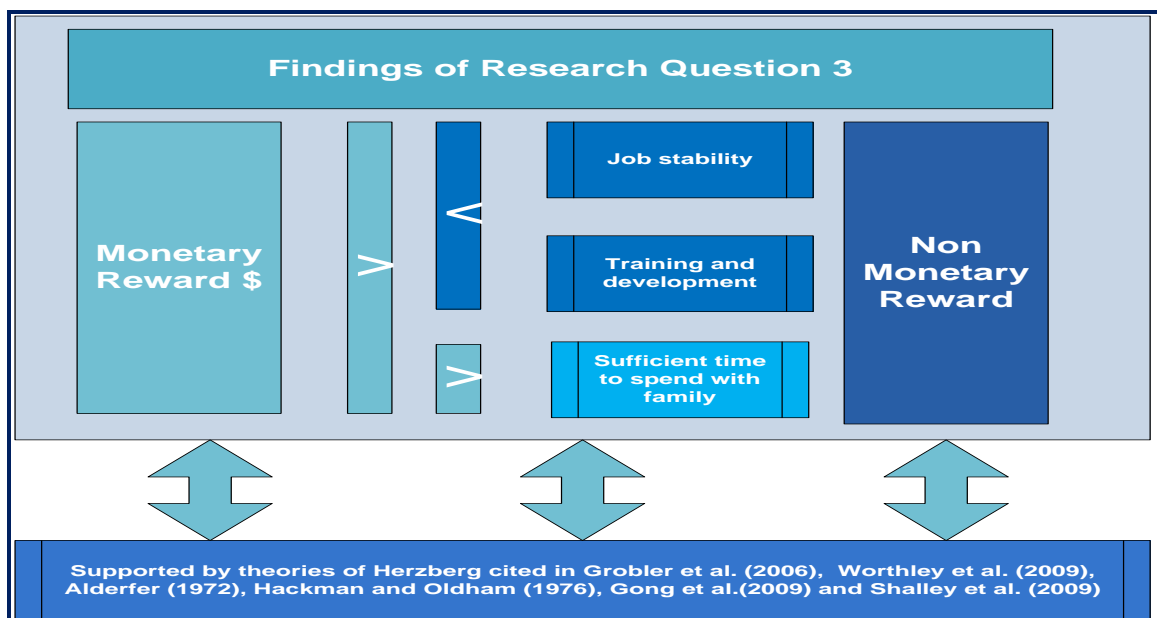 Findings of Research Question 3
Monetary
Reward $
>
<
>
Job stability
Training and
development
Sufficient time
to spend with
family
Non
Monetary
Reward
Supported by theories of Herzberg cited in Grobler et al. (2006), Worthley et al. (2009),
Alderfer (1972), Hackman and Oldham (1976), Gong et al.(2009) and Shalley et al. (2009)